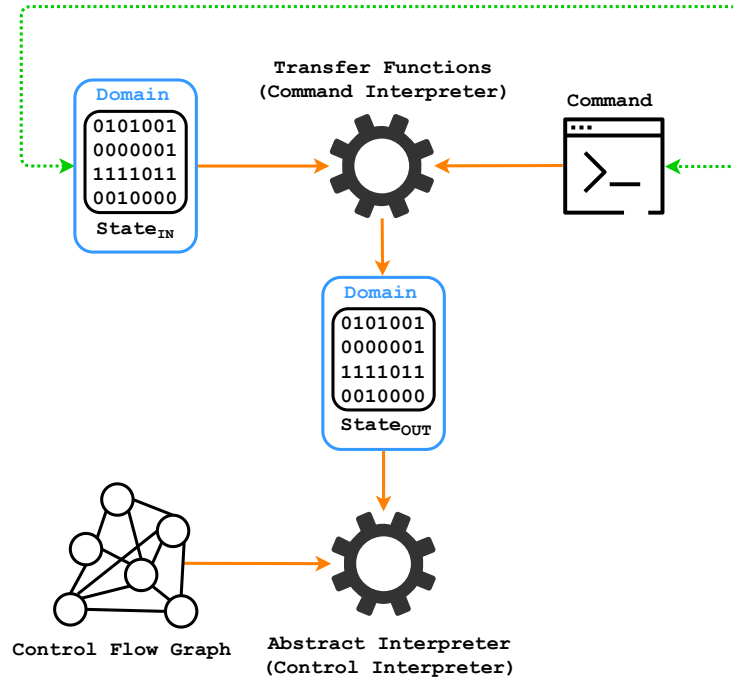 Transfer Functions
(Command Interpreter)
Command
Domain
0101001
0000001
1111011
0010000
StateIN
>_
Domain
0101001
0000001
1111011
0010000
StateOUT
Control Flow Graph
Abstract Interpreter
(Control Interpreter)